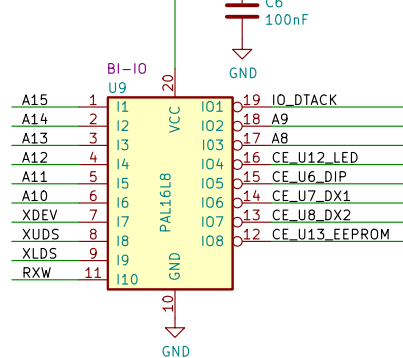 C6
100nF
GND
BI-IO
U9
20
VCC
A15 1 I1 IO1 19 IO_DTACK
A14 2 I2 IO2 18 A9
A13 3 I3 IO3 17 A8
A12 4 I4 IO4 16 CE_U12_LED
A11 5 I5 IO5 15 CE_U6_DIP
A10 6 I6 IO6 14 CE_U7_DX1
XDEV 7 I7 IO7 13 CE_U8_DX2
XUDS 8 I8 IO8 12 CE_U13_EEPROM
XLDS 9 I9
RXW 11 I10
PAL16L8
GND
10
GND